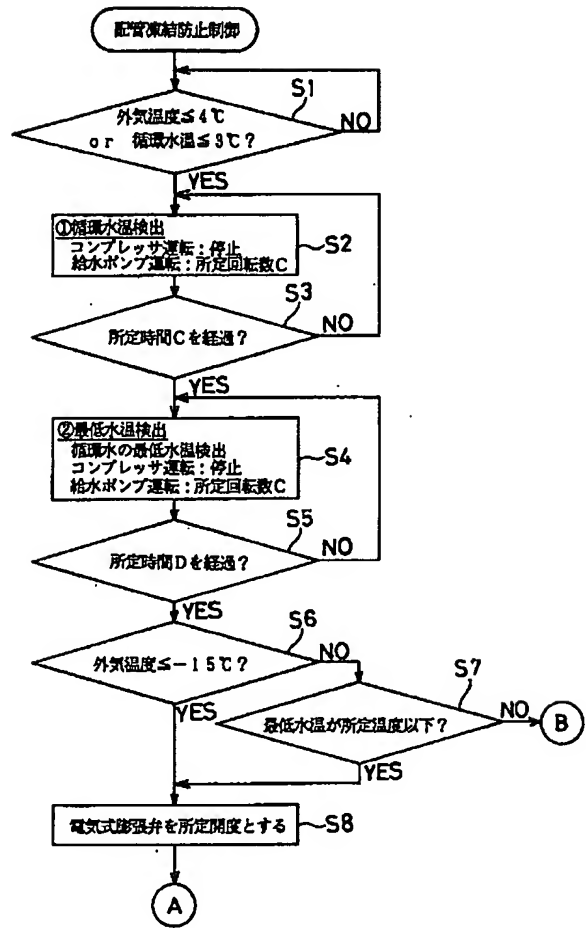 配管凍結防止制御
S1
外気温度≦4℃
or 循環水温≦3℃?
NO
YES
①循環水温検出
コンプレッサ運転:停止
給水ポンプ運転:所定回転数C
S2
S3
所定時間Cを経過?
NO
YES
②最低水温検出
循環水の最低水温検出
コンプレッサ運転:停止
給水ポンプ運転:所定回転数C
S4
S5
所定時間Dを経過?
NO
YES
S6
外気温度≦-15℃?
NO
YES
S7
最低水温が所定温度以下?
NO
B
YES
電気式膨張弁を所定開度とする
S8
A